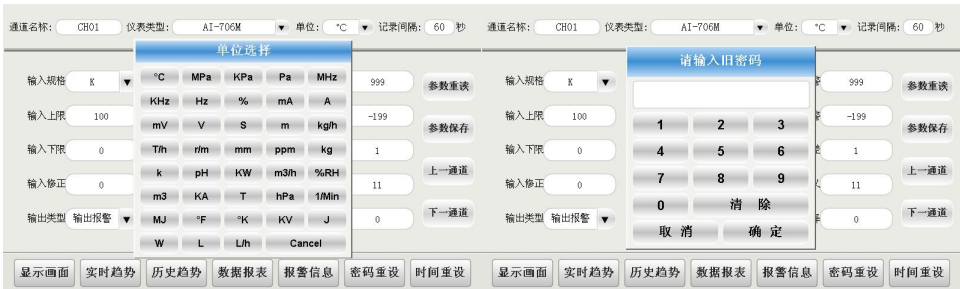 通道名称: CH01 仪表类型: AI-706M 单位: °C 记录间隔: 60 秒
单位选择
输入规格 K 999 参数重读
输入上限 100 -199 参数保存
输入下限 0 1
输入修正 0 11 上一通道
输出类型 输出报警 0 下一通道
°C MPa KPa Pa MHz
KHz Hz % mA A
mV V S m kg/h
T/h r/m mm ppm kg
k pH KW m3/h %RH
m3 KA T hPa 1/Min
MJ °F °K KV J
W L L/h Cancel
显示画面 实时趋势 历史趋势 数据报表 报警信息 密码重设 时间重设
通道名称: CH01 仪表类型: AI-706M 单位: °C 记录间隔: 60 秒
请输入旧密码
输入规格 K 999 参数重读
输入上限 100 -199 参数保存
输入下限 0 1
输入修正 0 11 上一通道
输出类型 输出报警 0 下一通道
1 2 3
4 5 6
7 8 9
0 清 除
取 消 确 定
显示画面 实时趋势 历史趋势 数据报表 报警信息 密码重设 时间重设